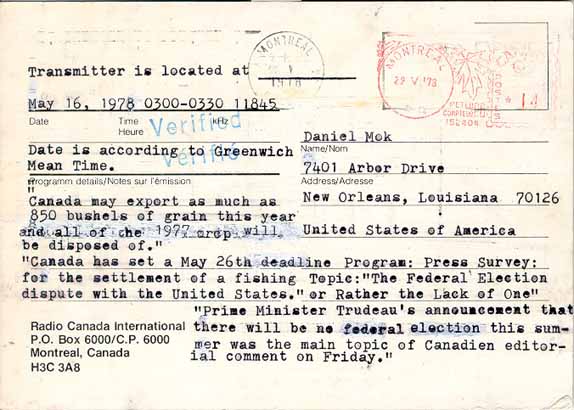 MONTREAL
1978
MONTREAL
29 V '78
CANADA
POSTES
14
Transmitter is located at
May 16, 1978 0300-0330 11845
Date Time Heure kHz
Verified
Vérifié
Date is according to Greenwich
Mean Time.
Programm details/Notes sur l'émission
Daniel Mok
Name/Nom
7401 Arbor Drive
Address/Adresse
New Orleans, Louisiana 70126
United States of America
"
"Canada may export as much as
850 bushels of grain this year
and all of the 1977 crop will
be disposed of."
"Canada has set a May 26th deadline Program: Press Survey:
for the settlement of a fishing Topic:"The Federal Election
dispute with the United States." or Rather the Lack of One"
"Prime Minister Trudeau's announcement that
there will be no federal election this sum-
mer was the main topic of Canadien editor-
ial comment on Friday."
Radio Canada International
P.O. Box 6000/C.P. 6000
Montreal, Canada
H3C 3A8